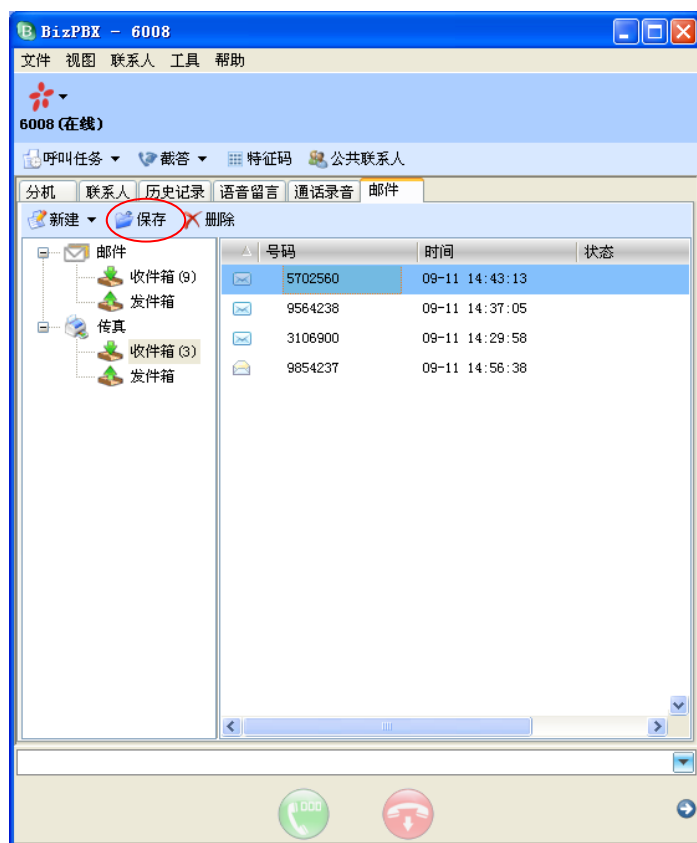 BizPBX - 6008
文件 视图 联系人 工具 帮助
6008(在线)
呼叫任务 截答 特征码 公共联系人
分机 联系人 历史记录 语音留言 通话录音 邮件
新建 保存 删除
邮件
收件箱(9)
发件箱
传真
收件箱(3)
发件箱
号码 时间 状态
5702560 09-11 14:43:13
9564238 09-11 14:37:05
3106900 09-11 14:29:58
9854237 09-11 14:56:38